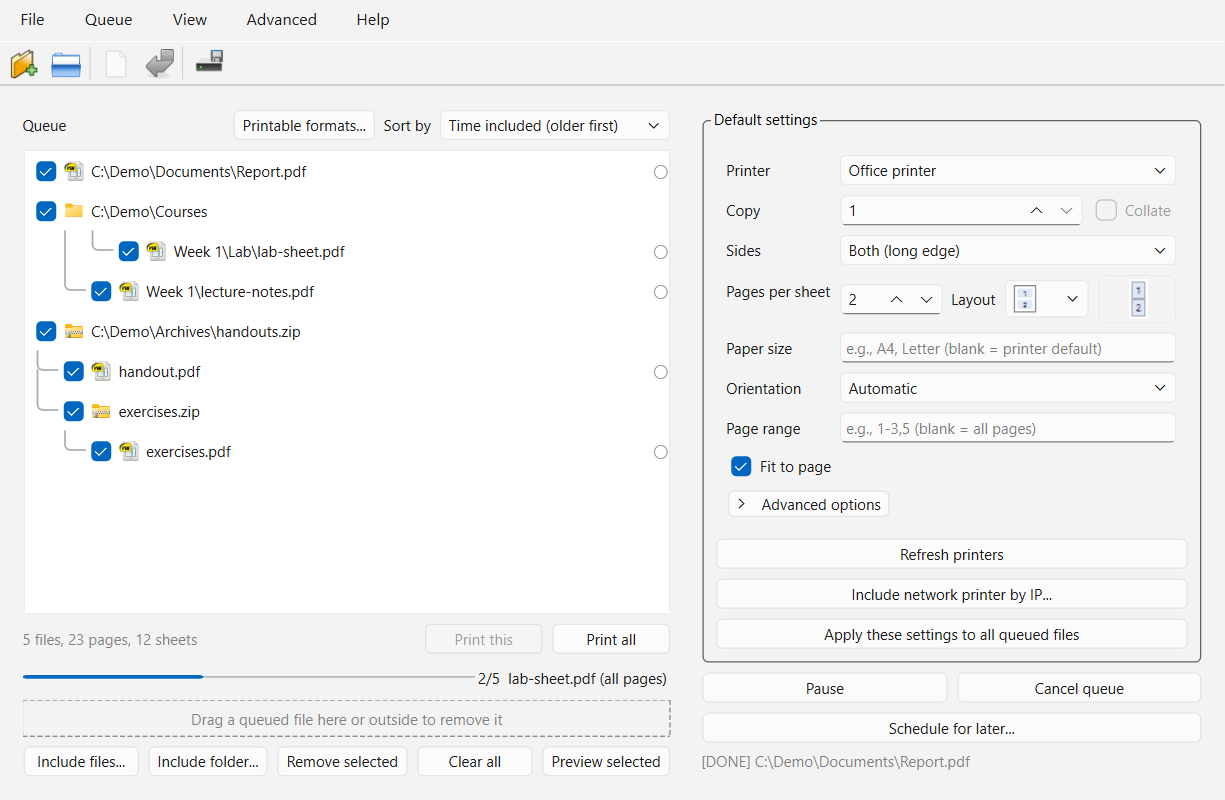 File Queue View Advanced Help
Queue Printable formats... Sort by Time included (older first)
C:\Demo\Documents\Report.pdf
C:\Demo\Courses
Week 1\Lab\lab-sheet.pdf
Week 1\lecture-notes.pdf
C:\Demo\Archives\handouts.zip
handout.pdf
exercises.zip
exercises.pdf
5 files, 23 pages, 12 sheets Print this Print all
2/5 lab-sheet.pdf (all pages)
Drag a queued file here or outside to remove it
Include files... Include folder... Remove selected Clear all Preview selected
Default settings
Printer Office printer
Copy 1 Collate
Sides Both (long edge)
Pages per sheet 2 Layout 1 2 1 2
Paper size e.g., A4, Letter (blank = printer default)
Orientation Automatic
Page range e.g., 1-3,5 (blank = all pages)
Fit to page
Advanced options
Refresh printers
Include network printer by IP...
Apply these settings to all queued files
Pause Cancel queue
Schedule for later...
[DONE] C:\Demo\Documents\Report.pdf